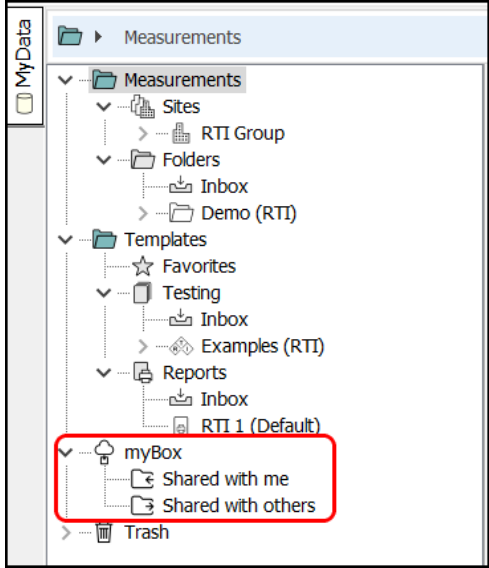 MyData
Measurements
Measurements
Sites
RTI Group
Folders
Inbox
Demo (RTI)
Templates
Favorites
Testing
Inbox
Examples (RTI)
Reports
Inbox
RTI 1 (Default)
myBox
Shared with me
Shared with others
Trash